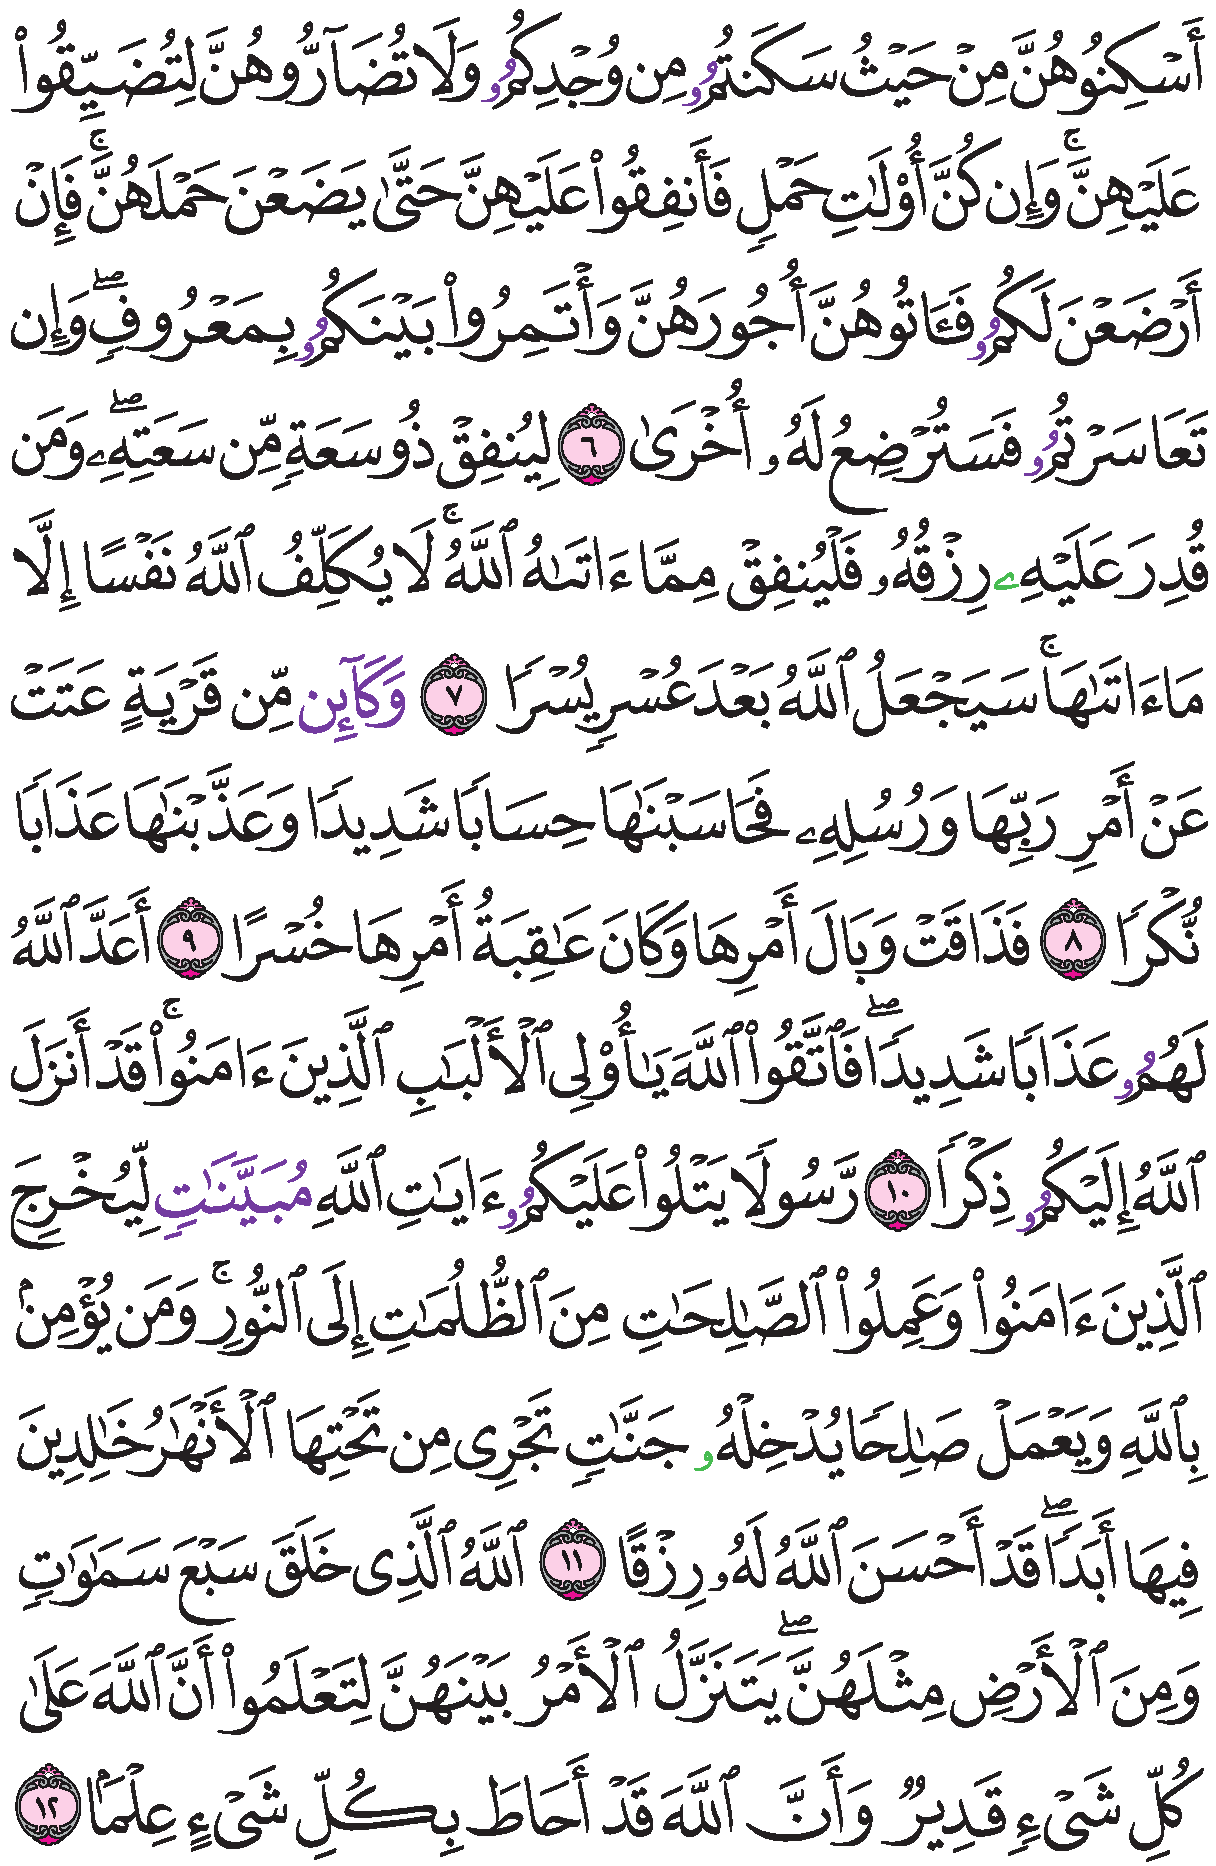 أَسۡكِنُوهُنَّ مِنۡ حَيۡثُ سَكَنتُمُۥ مِن وُجۡدِكُمُۥ وَلَا تُضَآرُّوهُنَّ لِتُضَيِّقُواْ
عَلَيۡهِنَّۚ وَإِن كُنَّ أُوْلَٰتِ حَمۡلٖ فَأَنفِقُواْ عَلَيۡهِنَّ حَتَّىٰ يَضَعۡنَ حَمۡلَهُنَّۚ فَإِنۡ
أَرۡضَعۡنَ لَكُمُۥ فَـَٔاتُوهُنَّ أُجُورَهُنَّ وَأۡتَمِرُواْ بَيۡنَكُمُۥ بِمَعۡرُوفٖۖ وَإِن
تَعَاسَرۡتُمُۥ فَسَتُرۡضِعُ لَهُۥ أُخۡرَىٰ ٦ لِيُنفِقۡ ذُو سَعَةٖ مِّن سَعَتِهِۦۖ وَمَن
قُدِرَ عَلَيۡهِۦ رِزۡقُهُۥ فَلۡيُنفِقۡ مِمَّآ ءَاتَىٰهُ ٱللَّهُۚ لَا يُكَلِّفُ ٱللَّهُ نَفۡسًا إِلَّا
مَا ءَاتَىٰهَاۚ سَيَجۡعَلُ ٱللَّهُ بَعۡدَ عُسۡرٖ يُسۡرٗا ٧ وَكَآئِن مِّن قَرۡيَةٍ عَتَتۡ
عَنۡ أَمۡرِ رَبِّهَا وَرُسُلِهِۦ فَحَاسَبۡنَٰهَا حِسَابٗا شَدِيدٗا وَعَذَّبۡنَٰهَا عَذَابٗا
نُّكۡرٗا ٨ فَذَاقَتۡ وَبَالَ أَمۡرِهَا وَكَانَ عَٰقِبَةُ أَمۡرِهَا خُسۡرًا ٩ أَعَدَّ ٱللَّهُ
لَهُمُۥ عَذَابٗا شَدِيدٗاۖ فَٱتَّقُواْ ٱللَّهَ يَٰأُوْلِي ٱلۡأَلۡبَٰبِ ٱلَّذِينَ ءَامَنُواْۚ قَدۡ أَنزَلَ
ٱللَّهُ إِلَيۡكُمُۥ ذِكۡرٗا ١٠ رَّسُولٗا يَتۡلُواْ عَلَيۡكُمُۥ ءَايَٰتِ ٱللَّهِ مُبَيَّنَٰتٖ لِّيُخۡرِجَ
ٱلَّذِينَ ءَامَنُواْ وَعَمِلُواْ ٱلصَّٰلِحَٰتِ مِنَ ٱلظُّلُمَٰتِ إِلَى ٱلنُّورِۚ وَمَن يُؤۡمِنۢ
بِٱللَّهِ وَيَعۡمَلۡ صَٰلِحٗا يُدۡخِلۡهُۥ جَنَّٰتٖ تَجۡرِي مِن تَحۡتِهَا ٱلۡأَنۡهَٰرُ خَٰلِدِينَ
فِيهَا أَبَدٗاۖ قَدۡ أَحۡسَنَ ٱللَّهُ لَهُۥ رِزۡقًا ١١ ٱللَّهُ ٱلَّذِي خَلَقَ سَبۡعَ سَمَٰوَٰتٖ
وَمِنَ ٱلۡأَرۡضِ مِثۡلَهُنَّۖ يَتَنَزَّلُ ٱلۡأَمۡرُ بَيۡنَهُنَّ لِتَعۡلَمُواْ أَنَّ ٱللَّهَ عَلَىٰ
كُلِّ شَيۡءٖ قَدِيرٞ وَأَنَّ ٱللَّهَ قَدۡ أَحَاطَ بِكُلِّ شَيۡءٍ عِلۡمَۢا ١٢